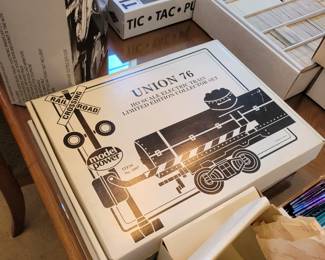 TIC • TAC • PU
UNION 76
HO SCALE ELECTRIC TRAIN
LIMITED EDITION COLLECTOR SET
RAIL CROSSING ROAD
model
power